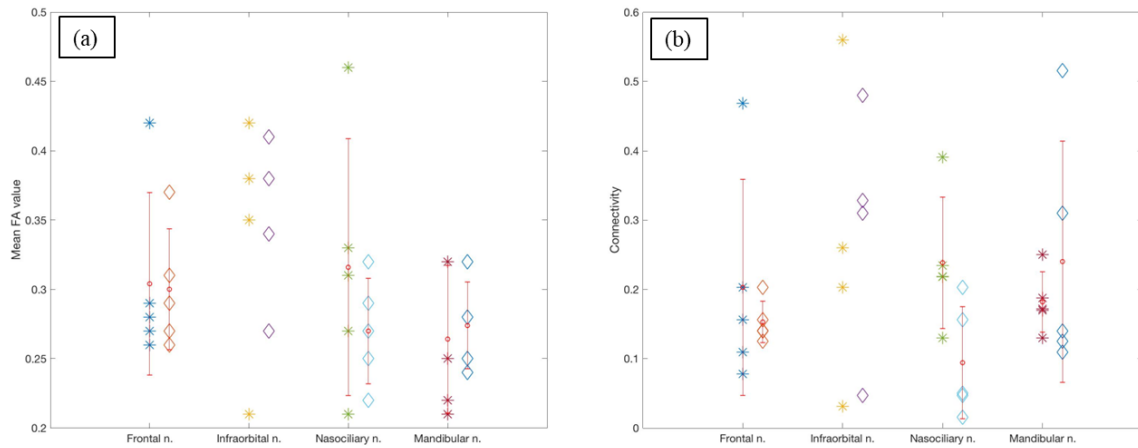 (a)
0.5
0.45
0.4
0.35
0.3
0.25
0.2
Mean FA value
Frontal n. Infraorbital n. Nasociliary n. Mandibular n.
(b)
0.6
0.5
0.4
0.3
0.2
0.1
0
Connectivity
Frontal n. Infraorbital n. Nasociliary n. Mandibular n.